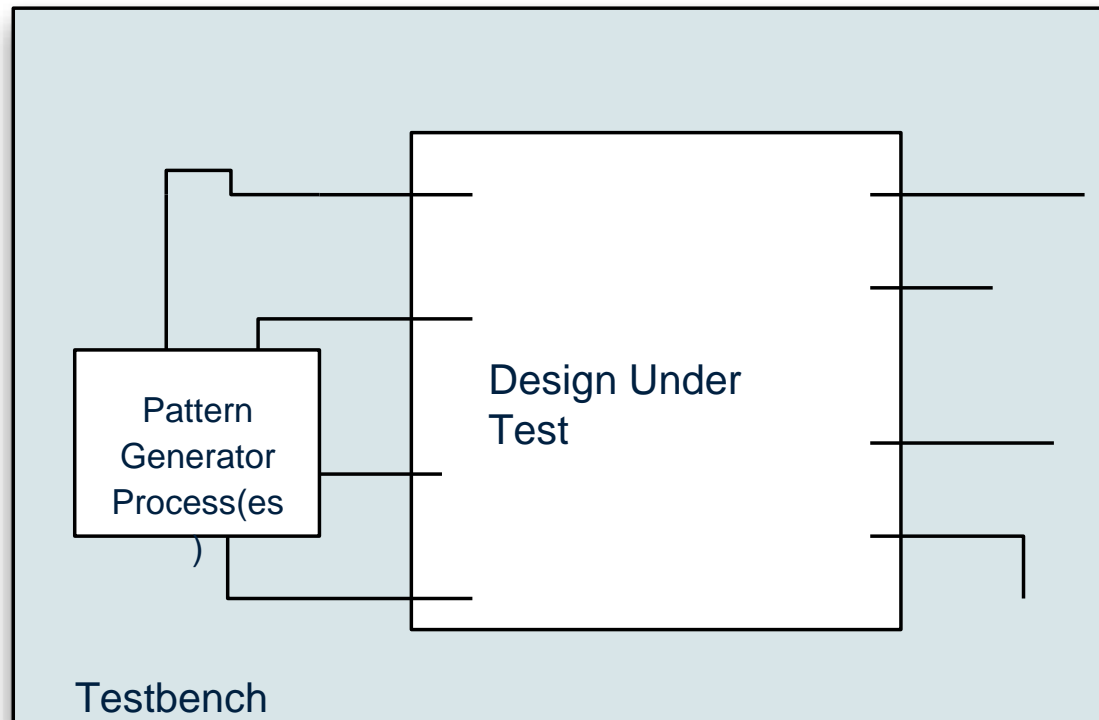 Design Under
Test
Pattern
Generator
Process(es
)
Testbench